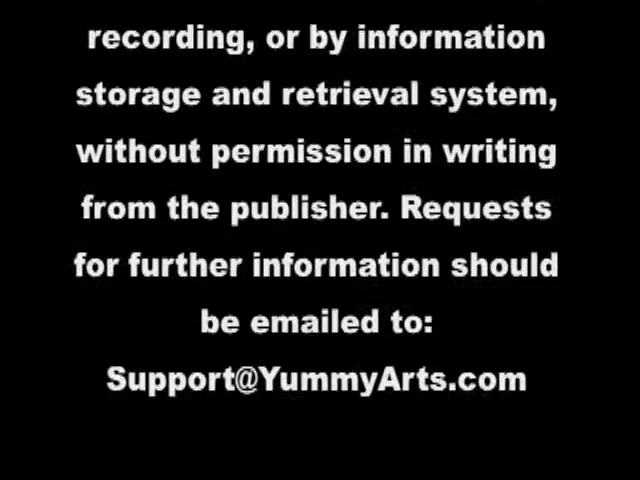 recording, or by information
storage and retrieval system,
without permission in writing
from the publisher. Requests
for further information should
be emailed to:
Support@YummyArts.com